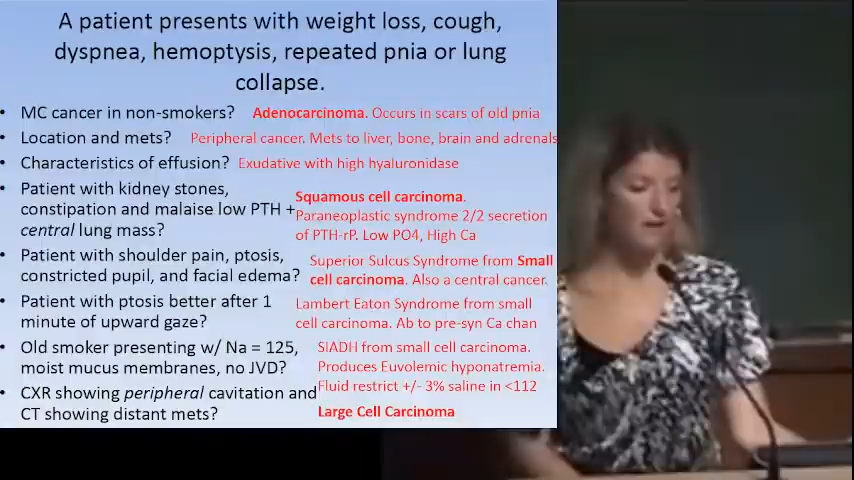 A patient presents with weight loss, cough,
dyspnea, hemoptysis, repeated pnia or lung
collapse.
• MC cancer in non-smokers? Adenocarcinoma. Occurs in scars of old pnia
• Location and mets? Peripheral cancer. Mets to liver, bone, brain and adrenals
• Characteristics of effusion? Exudative with high hyaluronidase
• Patient with kidney stones,
constipation and malaise low PTH +
central lung mass?
Squamous cell carcinoma.
Paraneoplastic syndrome 2/2 secretion
of PTH-rP. Low PO4, High Ca
• Patient with shoulder pain, ptosis,
constricted pupil, and facial edema?
Superior Sulcus Syndrome from Small
cell carcinoma. Also a central cancer.
• Patient with ptosis better after 1
minute of upward gaze?
Lambert Eaton Syndrome from small
cell carcinoma. Ab to pre-syn Ca chan
• Old smoker presenting w/ Na = 125,
moist mucus membranes, no JVD?
SIADH from small cell carcinoma.
Produces Euvolemic hyponatremia.
Fluid restrict +/- 3% saline in <112
• CXR showing peripheral cavitation and
CT showing distant mets?
Large Cell Carcinoma